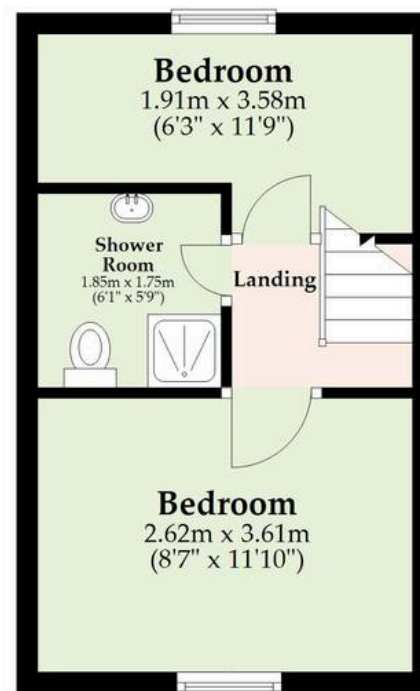 Bedroom
1.91m x 3.58m
(6'3" x 11'9")
Shower
Room
1.85m x 1.75m
(6'1" x 5'9")
Landing
Bedroom
2.62m x 3.61m
(8'7" x 11'10")